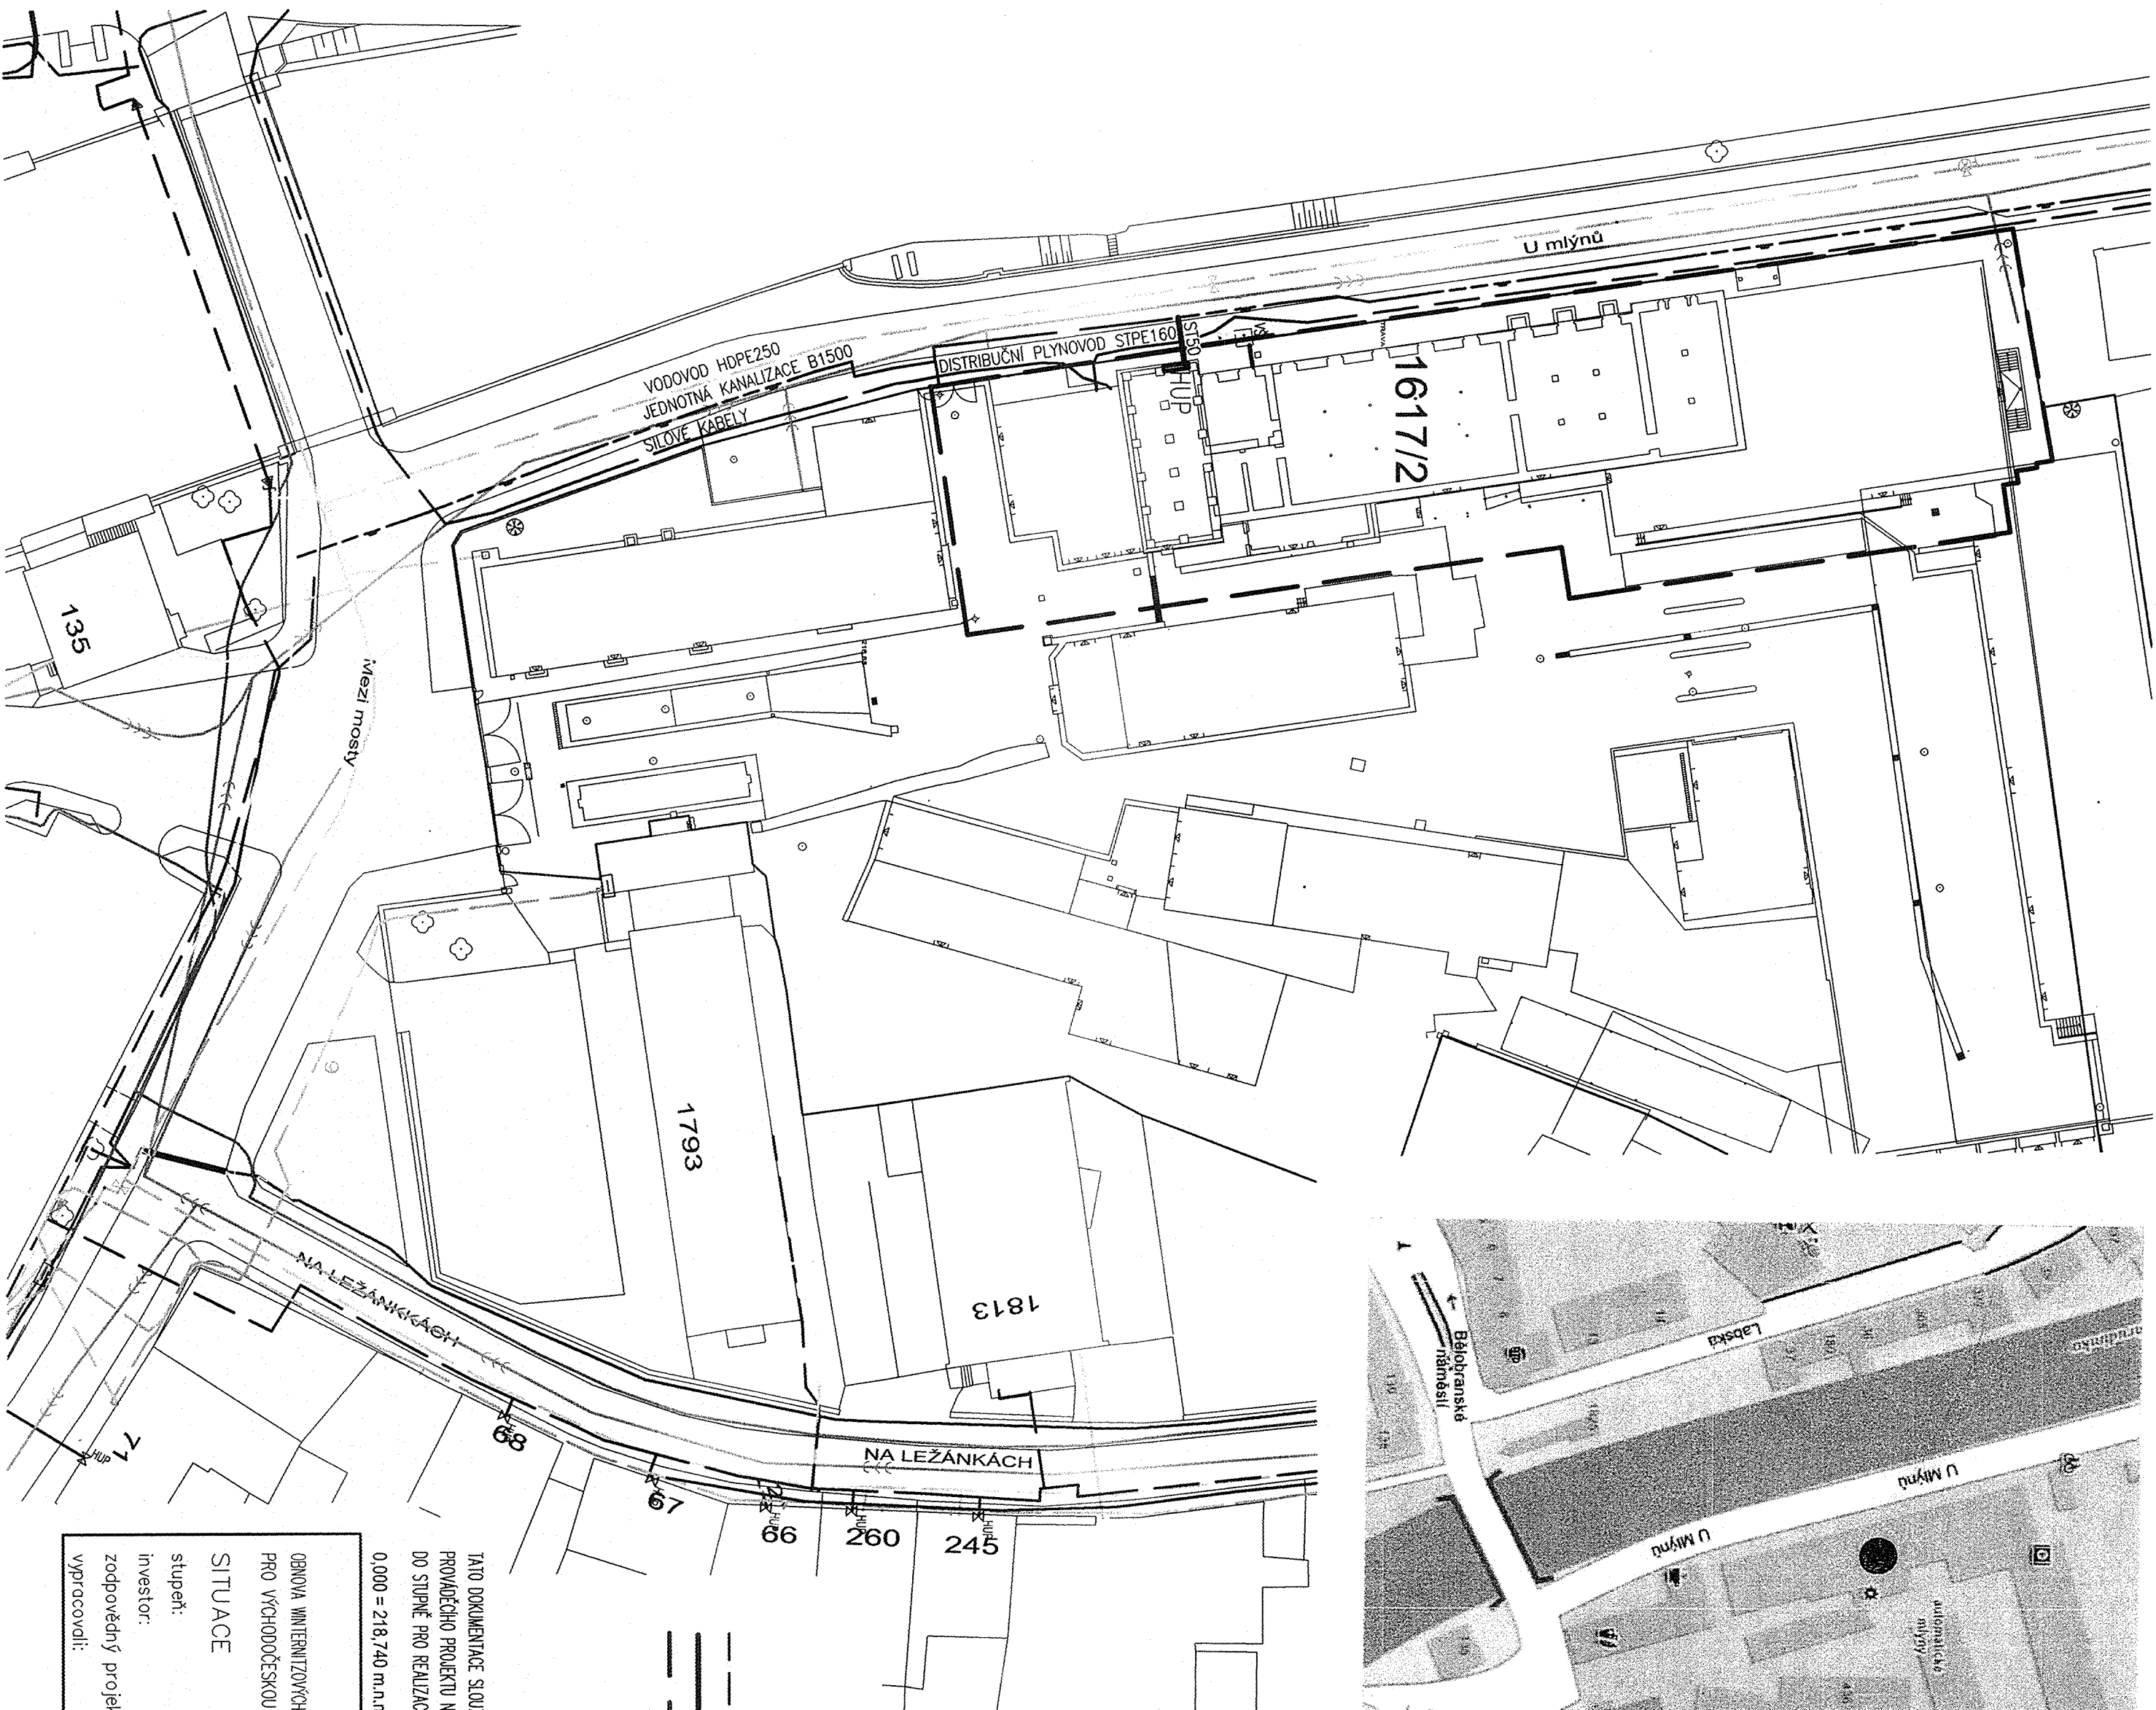 U mlýnů
VODOVOD HDPE250
JEDNOTNÁ KANALIZACE B1500
SILOVÉ KABELY
DISTRIBUČNÍ PLYNOVOD STPE160
ST50
HUP
1617/2
135
Mezi mosty
1793
1813
NA LEŽÁNKÁCH
NA LEŽÁNKÁCH
71
HUP
68
67
66
260
245
Bělobranské
náměstí
Labská
U Mlýnů
U Mlýnů
automatické
mlýny
TATO DOKUMENTACE SLOU
PROVÁDĚCÍHO PROJEKTU N
DO STUPNĚ PRO REALIZAC
0,000 = 218,740 m.n.
OBNOVA WINTERNITZOVÝCH
PRO VÝCHODOČESKOU
SITUACE
stupeň:
investor:
zodpovědný projek
vypracovali: